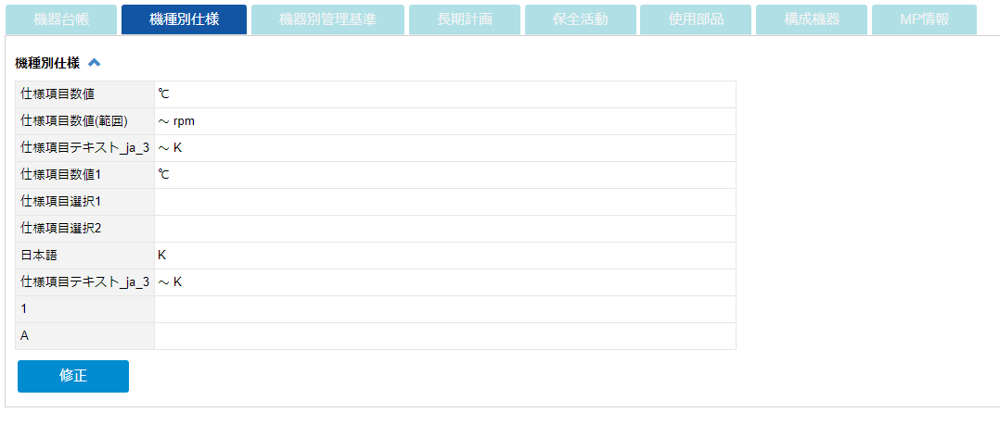 機器台帳 機種別仕様 機器別管理基準 長期計画 保全活動 使用部品 構成機器 MP情報
機種別仕様
仕様項目数値 ℃
仕様項目数値(範囲) ～ rpm
仕様項目テキスト_ja_3 ～ K
仕様項目数値1 ℃
仕様項目選択1
仕様項目選択2
日本語 K
仕様項目テキスト_ja_3 ～ K
1
A
修正